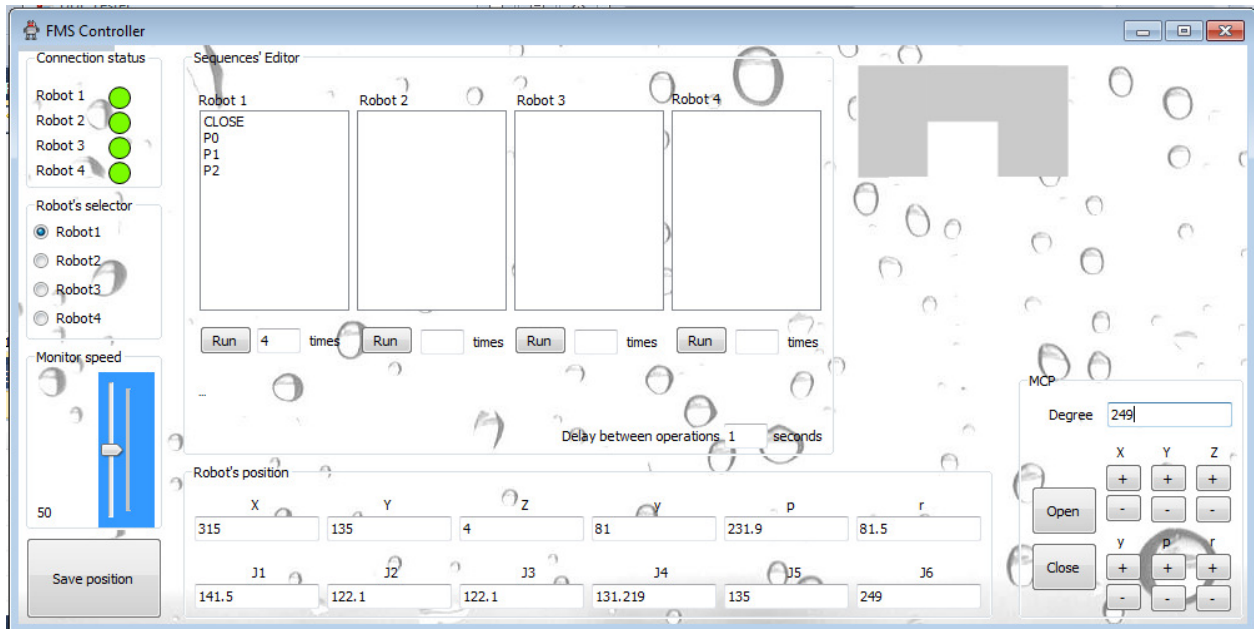 FMS Controller
Connection status
Robot 1
Robot 2
Robot 3
Robot 4
Robot's selector
Robot1
Robot2
Robot3
Robot4
Monitor speed
50
Save position
Sequences' Editor
Robot 1
Robot 2
Robot 3
Robot 4
CLOSE
P0
P1
P2
Run 4 times
Run times
Run times
Run times
...
Delay between operations 1 seconds
Robot's position
X Y Z y p r
315 135 4 81 231.9 81.5
J1 J2 J3 J4 J5 J6
141.5 122.1 122.1 131.219 135 249
MCP
Degree 249
X Y Z
+ + +
Open
- - -
y p r
Close
+ + +
- - -